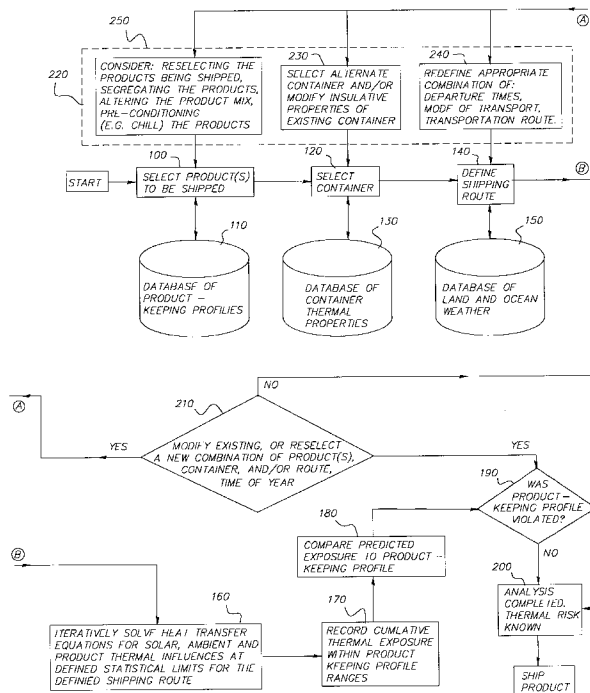 250
A
220
CONSIDER: RESELECTING THE
PRODUCTS BEING SHIPPED,
SEGREGATING THE PRODUCTS,
ALTERING THE PRODUCT MIX,
PRE-CONDITIONING
(E.G. CHILL) THE PRODUCTS
230
SELECT ALTERNATE
CONTAINER AND/OR
MODIFY INSULATIVE
PROPERTIES OF
EXISTING CONTAINER
240
REDEFINE APPROPRIATE
COMBINATION OF:
DEPARTURE TIMES,
MODE OF TRANSPORT,
TRANSPORTATION ROUTE.
START
100
SELECT PRODUCT(S)
TO BE SHIPPED
120
SELECT
CONTAINER
140
DEFINE
SHIPPING
ROUTE
B
110
DATABASE OF
PRODUCT –
KEEPING PROFILIES
130
DATABASE OF
CONTAINER
THERMAL
PROPERTIES
150
DATABASE OF
LAND AND OCEAN
WEATHER
A
NO
210
YES
MODIFY EXISTING, OR RESELECT
A NEW COMBINATION OF PRODUCT(S),
CONTAINER, AND/OR ROUTE,
TIME OF YEAR
YES
190
WAS
PRODUCT –
KEEPING PROFILE
VIOLATED?
NO
180
COMPARE PREDICTED
EXPOSURE TO PRODUCT
KEEPING PROFILE
B
160
ITERATIVELY SOLVE HEAT TRANSFER
EQUATIONS FOR SOLAR, AMBIENT AND
PRODUCT THERMAL INFLUENCES AT
DEFINED STATISTICAL LIMITS FOR THE
DEFINIED SHIPPING ROUTE
170
RECORD CUMLATIVE
THERMAL EXPOSURE
WITHIN PRODUCT
KEEPING PROFILE
RANGES
200
ANALYSIS
COMPLETED.
THERMAL RISK
KNOWN
SHIP
PRODUCT